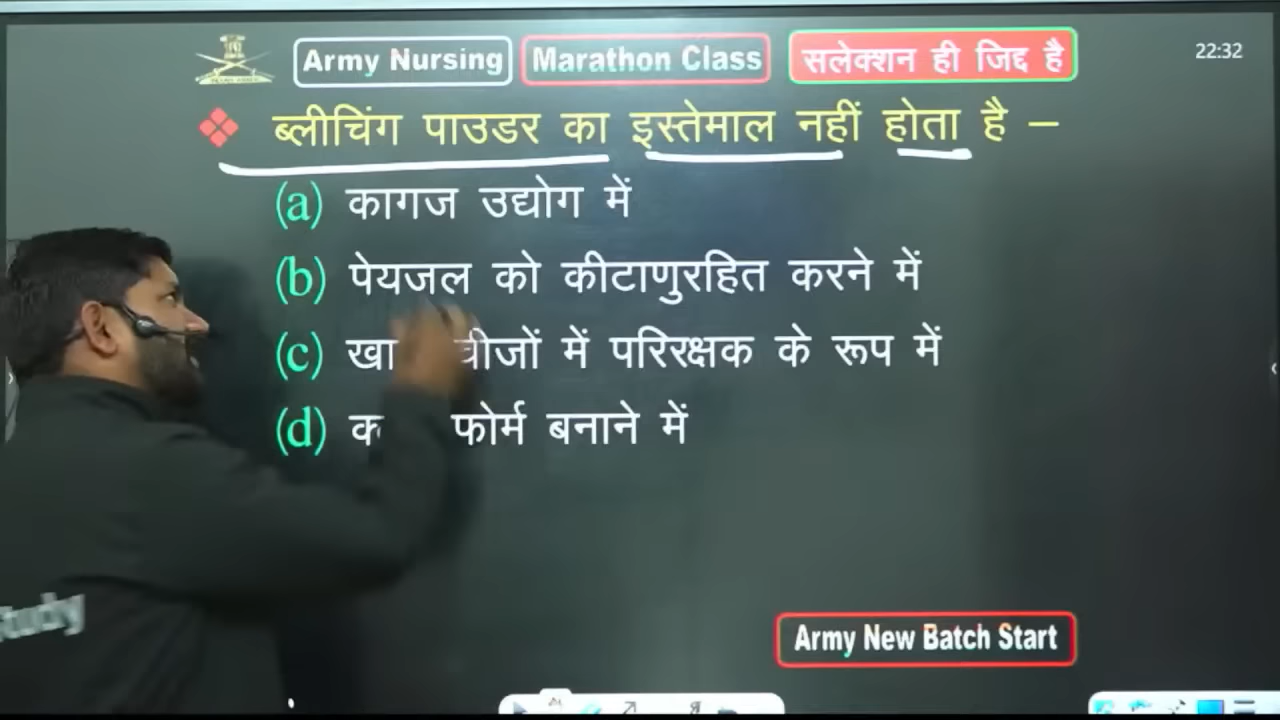 Army Nursing Marathon Class सलेक्शन ही जिद्द है 22:32
ब्लीचिंग पाउडर का इस्तेमाल नहीं होता है –
(a) कागज उद्योग में
(b) पेयजल को कीटाणुरहित करने में
(c) में परिरक्षक के रूप में
(d) फोर्म बनाने में
Army New Batch Start